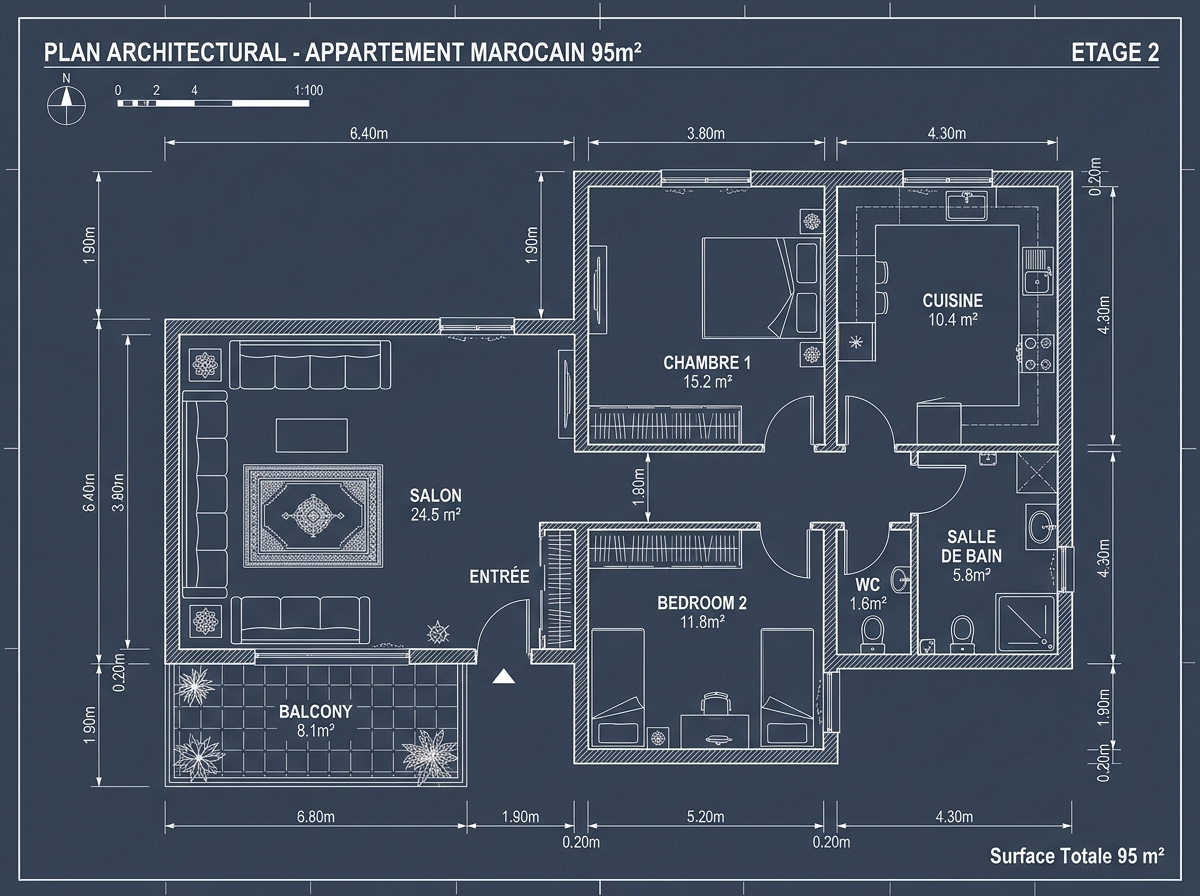 PLAN ARCHITECTURAL - APPARTEMENT MAROCAIN 95m²
ETAGE 2
N
0 2 4 1:100
6.40m
3.80m
4.30m
0.20m
1.90m
1.90m
CUISINE
10.4 m²
4.30m
CHAMBRE 1
15.2 m²
6.40m
3.80m
1.80m
SALON
24.5 m²
SALLE
DE BAIN
5.8m²
4.30m
ENTRÉE
WC
1.6m²
BEDROOM 2
11.8m²
0.20m
1.90m
BALCONY
8.1m²
1.90m
0.20m
6.80m
1.90m
5.20m
4.30m
0.20m
0.20m
Surface Totale 95 m²